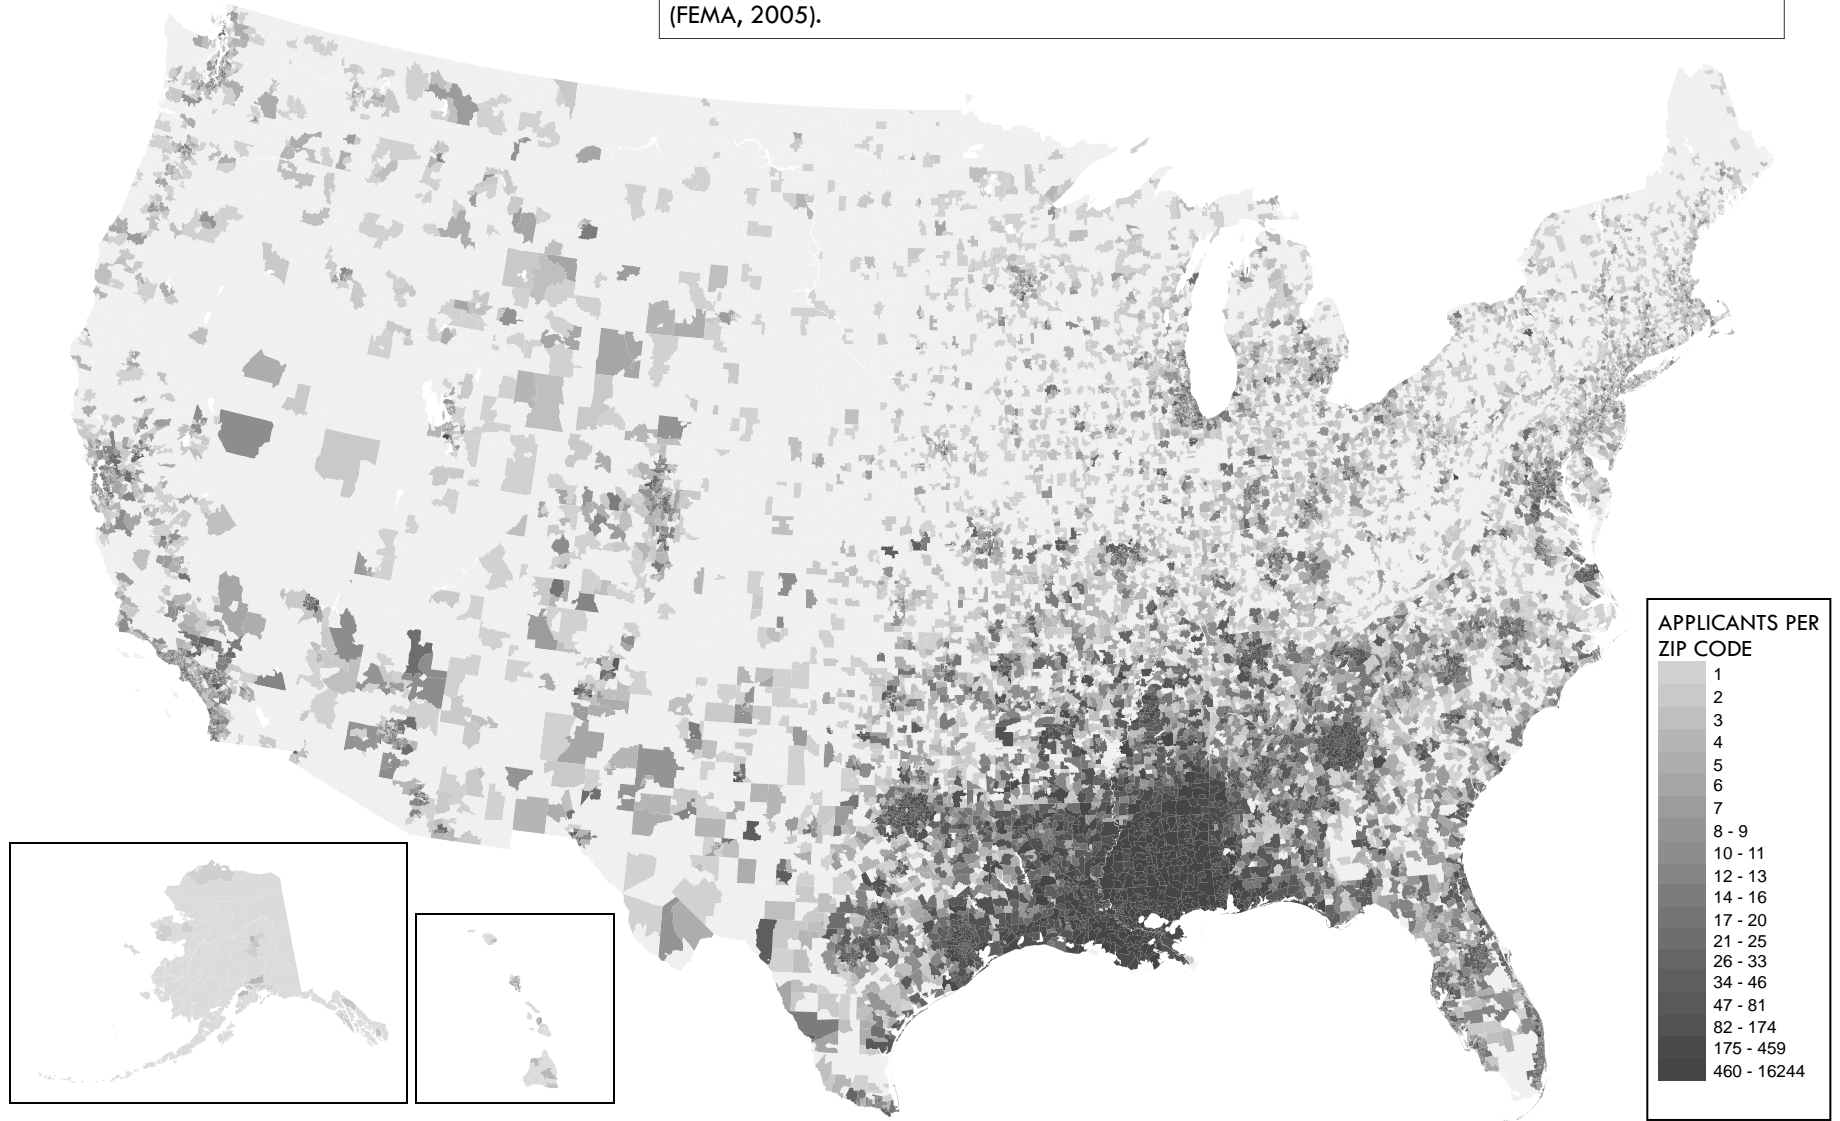 (FEMA, 2005).
APPLICANTS PER
ZIP CODE
1
2
3
4
5
6
7
8 - 9
10 - 11
12 - 13
14 - 16
17 - 20
21 - 25
26 - 33
34 - 46
47 - 81
82 - 174
175 - 459
460 - 16244